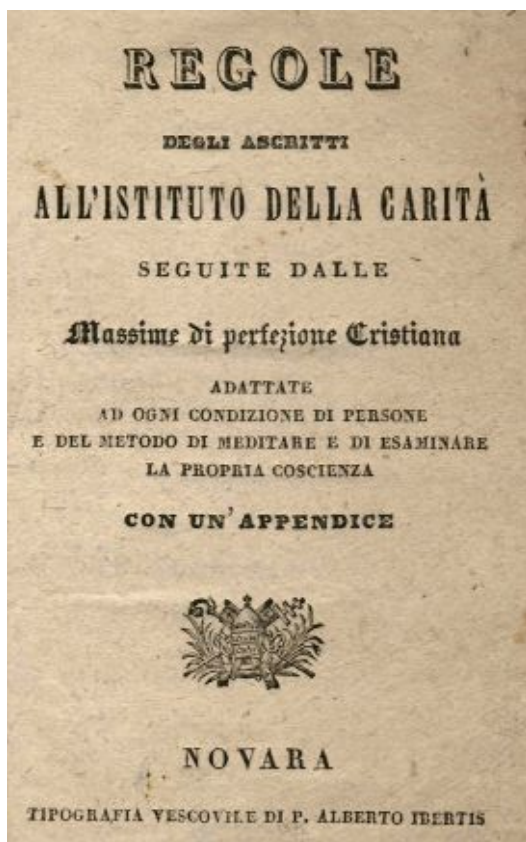 REGOLE
DEGLI ASCRITTI
ALL'ISTITUTO DELLA CARITÀ
SEGUITE DALLE
Massime di perfezione Cristiana
ADATTATE
AD OGNI CONDIZIONE DI PERSONE
E DEL METODO DI MEDITARE E DI ESAMINARE
LA PROPRIA COSCIENZA
CON UN'APPENDICE
NOVARA
TIPOGRAFIA VESCOVILE DI P. ALBERTO IBERTIS